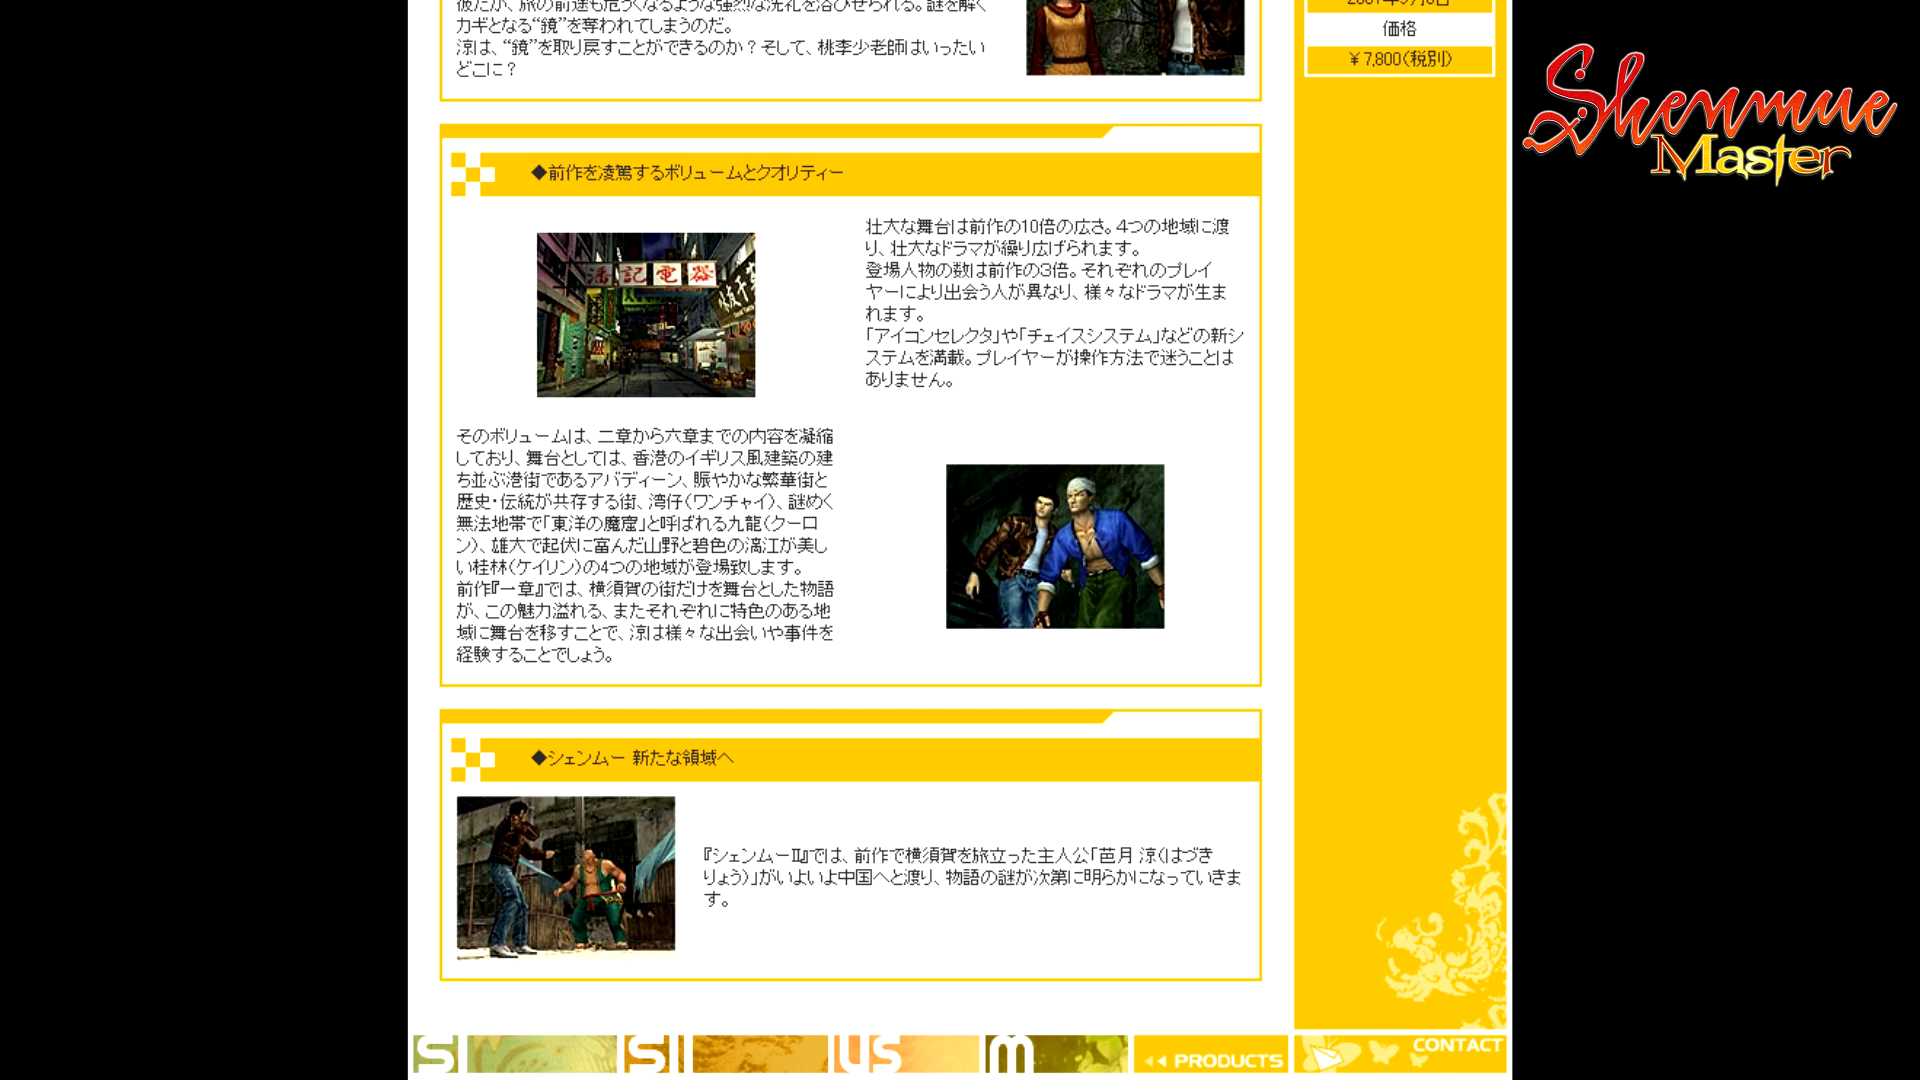 カギとなる“鏡”を奪われてしまうのだ。
涼は、“鏡”を取り戻すことができるのか？そして、桃李少老師はいったい
どこに？
価格
￥7,800（税別）
Shenmue
Master
◆前作を凌駕するボリュームとクオリティー
潘記電器
壮大な舞台は前作の10倍の広さ。4つの地域に渡
り、壮大なドラマが繰り広げられます。
登場人物の数は前作の3倍。それぞれのプレイ
ヤーにより出会う人が異なり、様々なドラマが生ま
れます。
「アイコンセレクタ」や「チェイスシステム」などの新シ
ステムを満載。プレイヤーが操作方法で迷うことは
ありません。
そのボリュームは、二章から六章までの内容を凝縮
しており、舞台としては、香港のイギリス風建築の建
ち並ぶ港街であるアバディーン、賑やかな繁華街と
歴史・伝統が共存する街、湾仔（ワンチャイ）、謎めく
無法地帯で「東洋の魔窟」と呼ばれる九龍（クーロ
ン）、雄大で起伏に富んだ山野と碧色の漓江が美し
い桂林（ケイリン）の4つの地域が登場致します。
前作『一章』では、横須賀の街だけを舞台とした物語
が、この魅力溢れる、またそれぞれに特色のある地
域に舞台を移すことで、涼は様々な出会いや事件を
経験することでしょう。
◆シェンムー 新たな領域へ
『シェンムーⅡ』では、前作で横須賀を旅立った主人公「芭月 涼（はづき
りょう）」がいよいよ中国へと渡り、物語の謎が次第に明らかになっていきま
す。
S
S
US
m
PRODUCTS
CONTACT